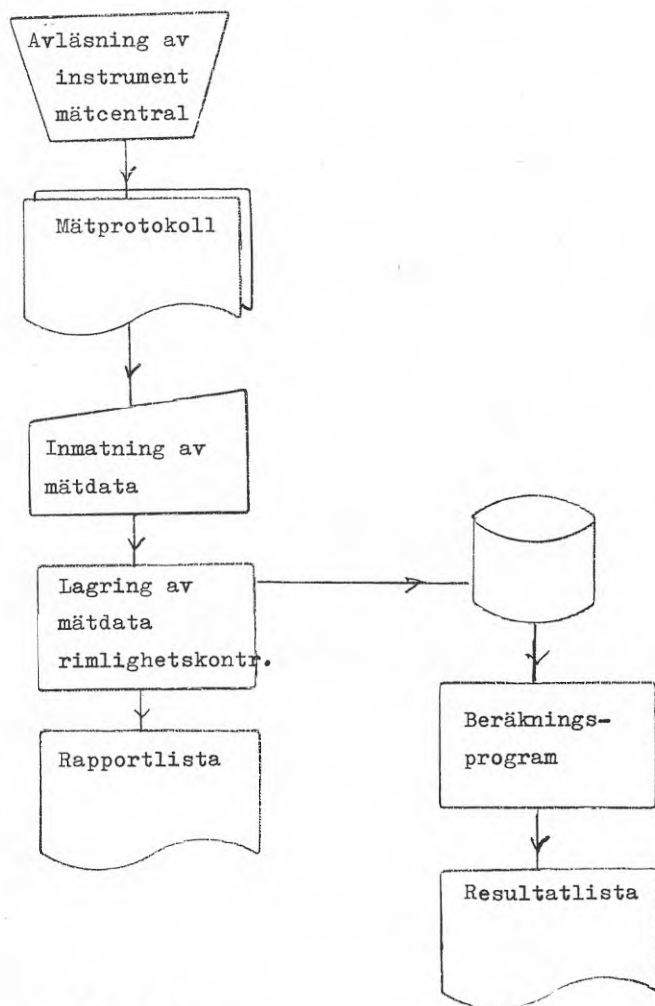 Avläsning av
instrument
mätcentral
Mätprotokoll
Inmatning av
mätdata
Lagring av
mätdata
rimlighetskontr.
Rapportlista
Beräknings-
program
Resultatlista